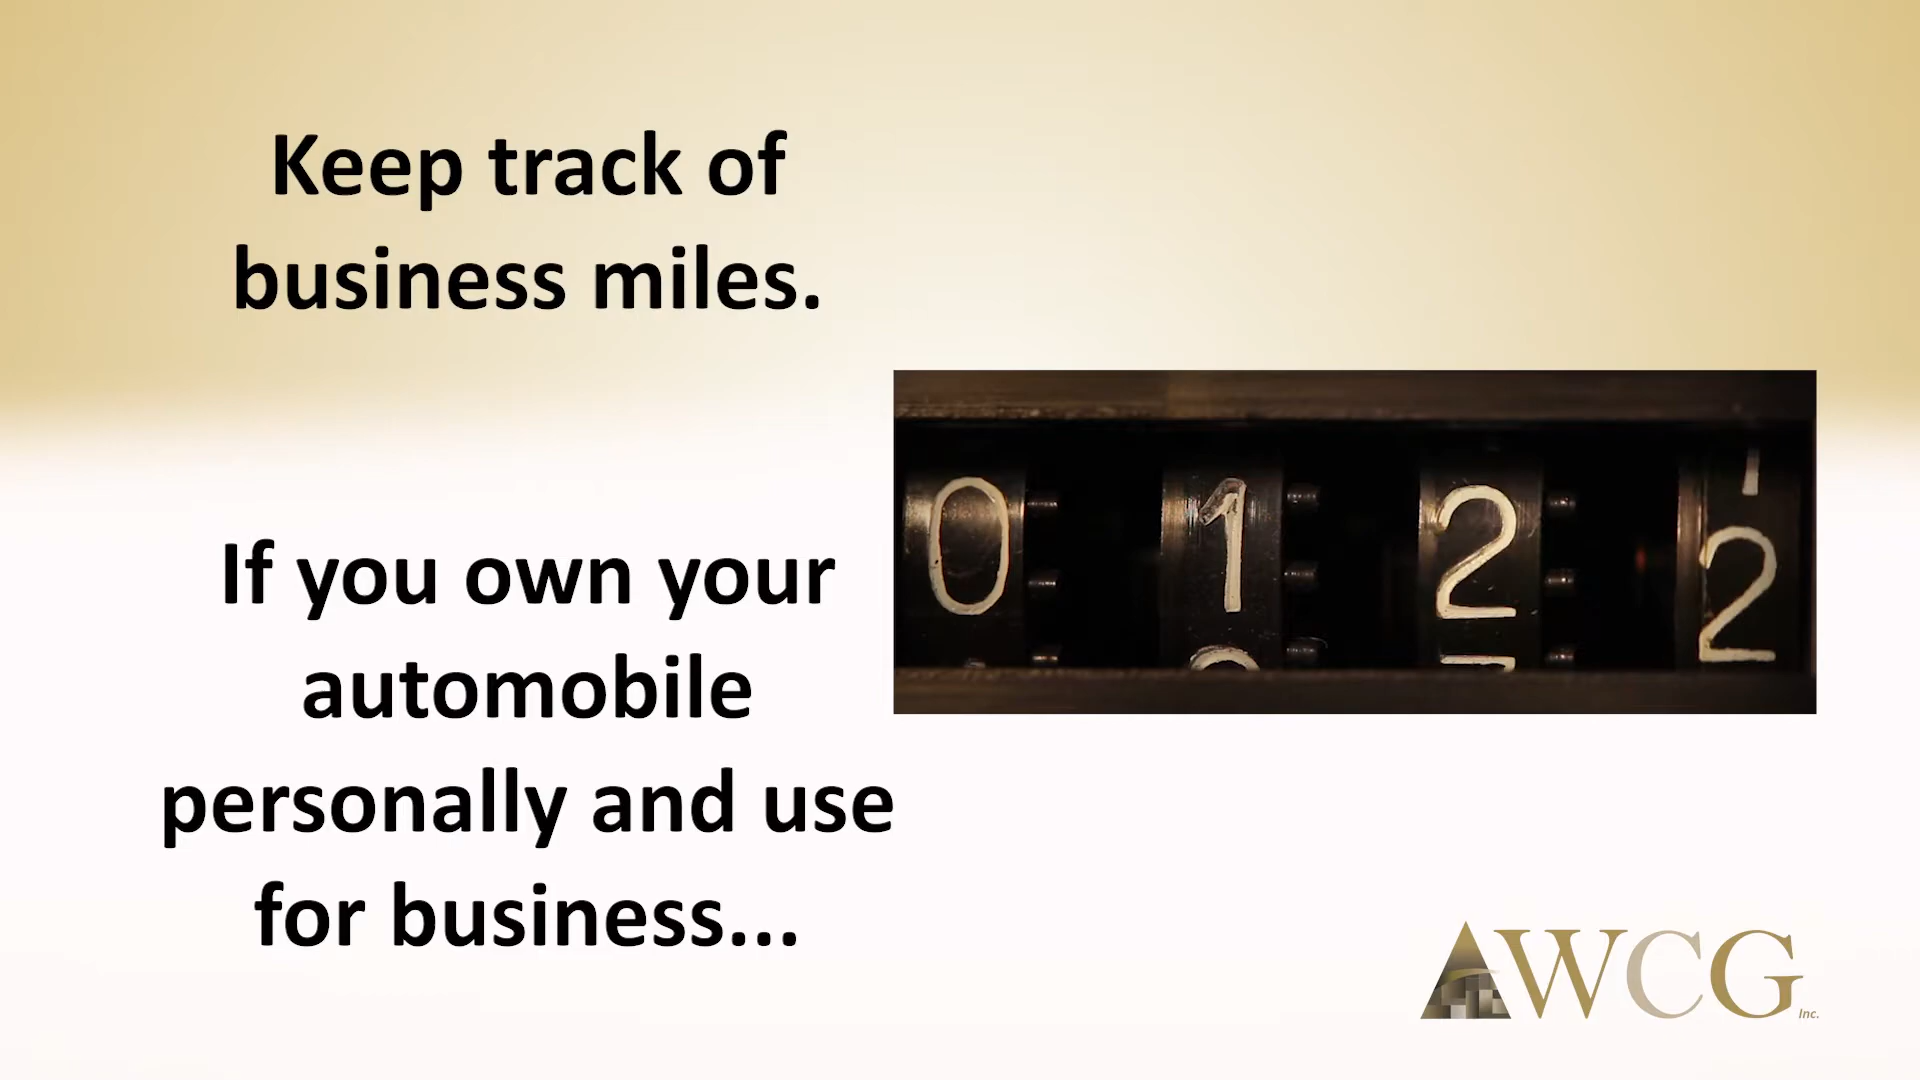 Keep track of
business miles.
If you own your
automobile
personally and use
for business...
0 1 2 2
AWCG Inc.